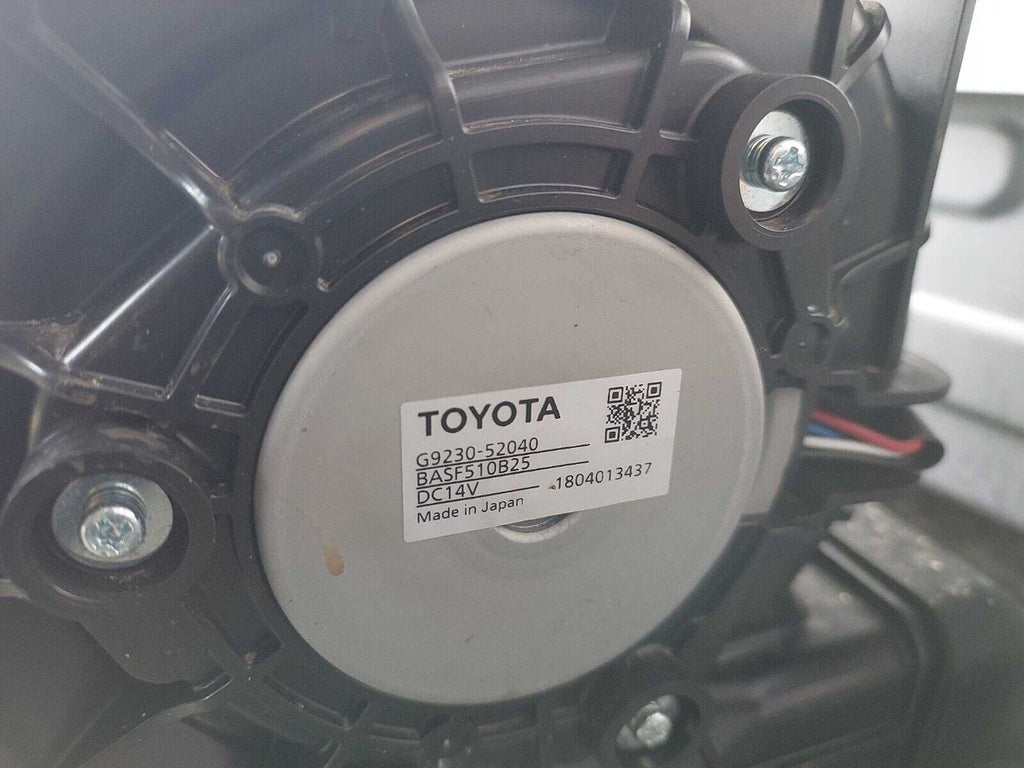 TOYOTA
G9230-52040
BASF510B25
DC14V 1804013437
Made in Japan